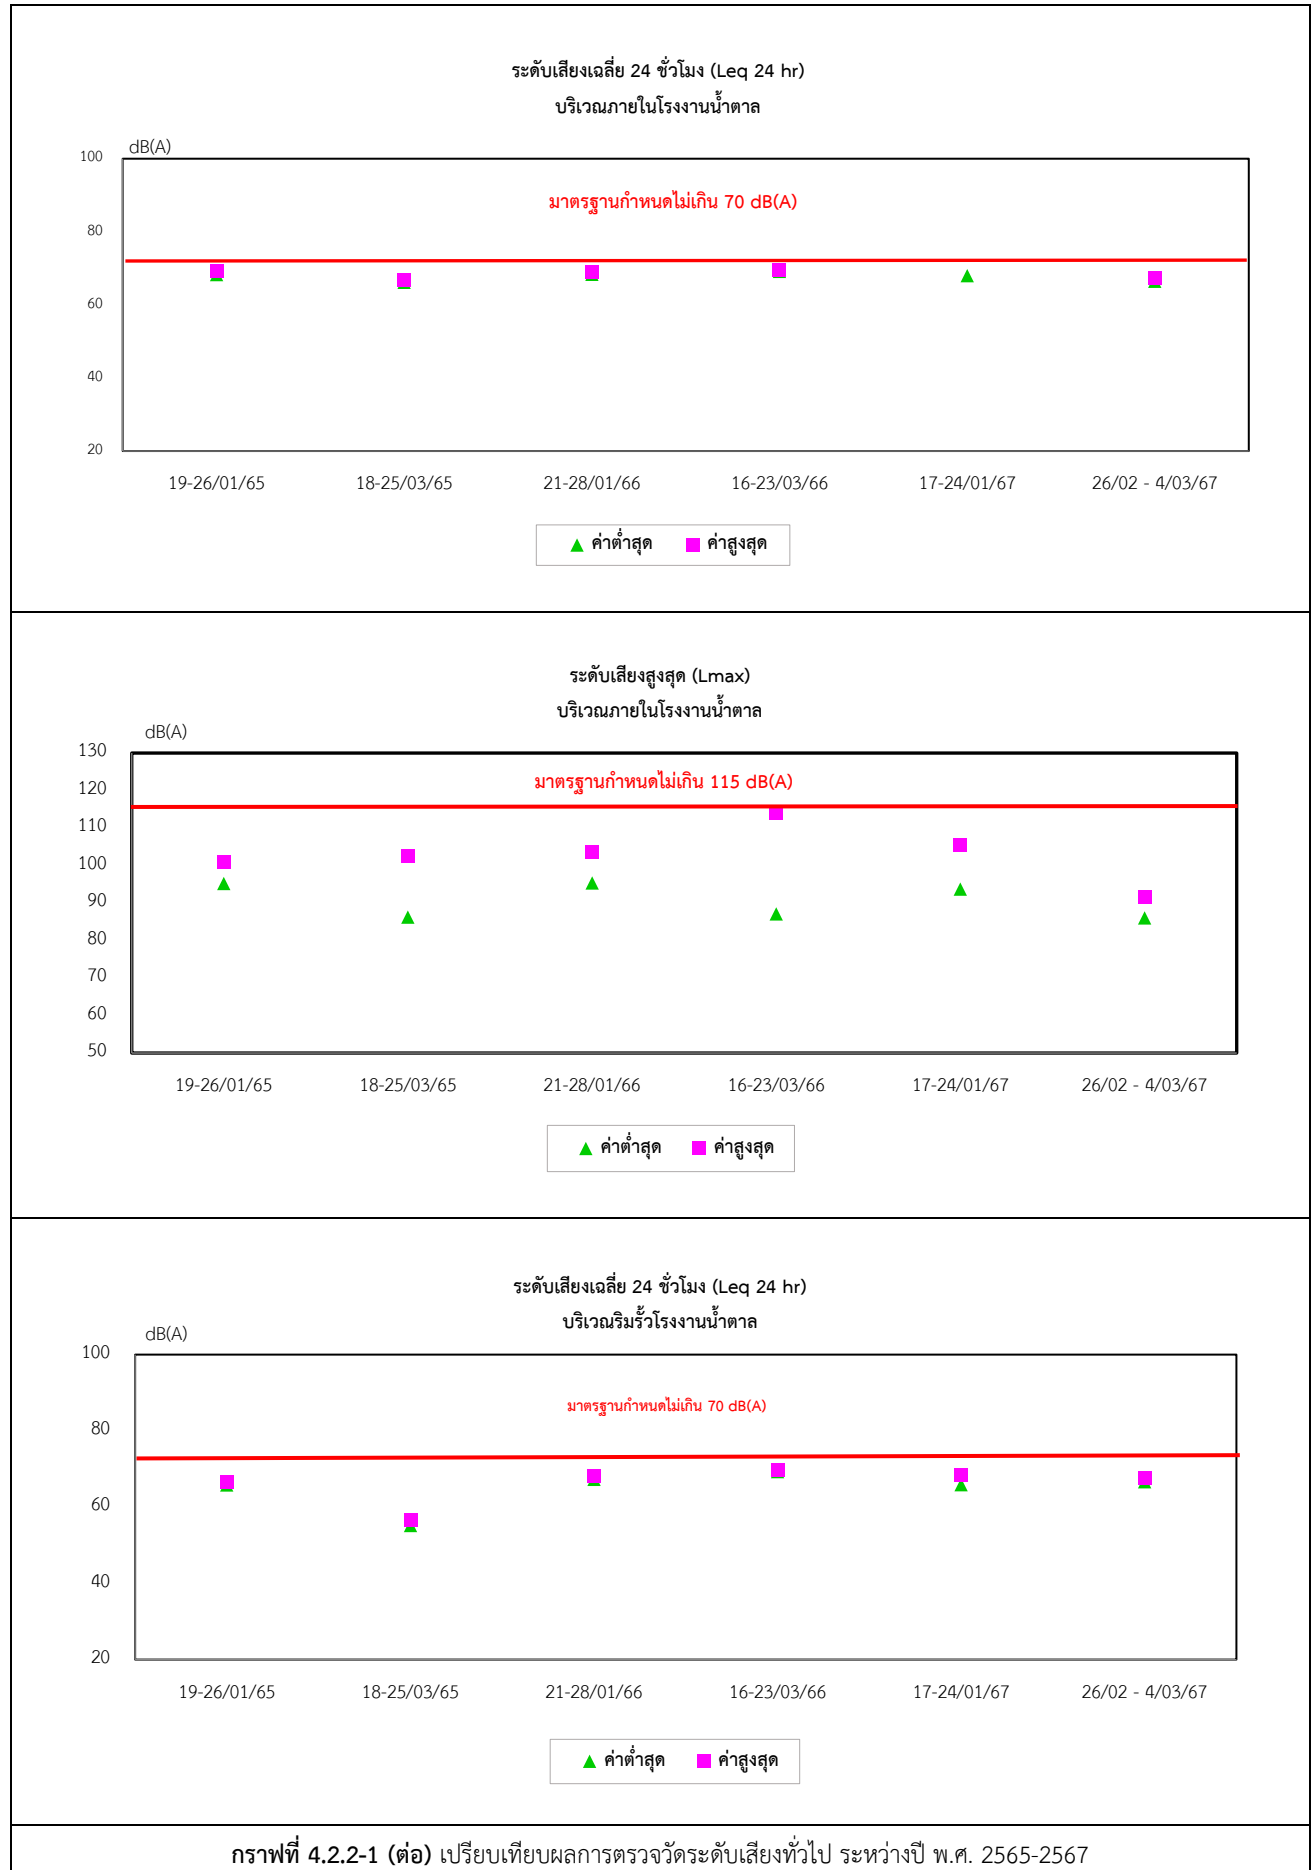 ระดับเสียงเฉลี่ย 24 ชั่วโมง (Leq 24 hr)
บริเวณภายในโรงงานน้ำตาล
dB(A)
100
มาตรฐานกำหนดไม่เกิน 70 dB(A)
80
60
40
20
19-26/01/65 18-25/03/65 21-28/01/66 16-23/03/66 17-24/01/67 26/02 - 4/03/67
ค่าต่ำสุด ค่าสูงสุด
ระดับเสียงสูงสุด (Lmax)
บริเวณภายในโรงงานน้ำตาล
dB(A)
130
มาตรฐานกำหนดไม่เกิน 115 dB(A)
120
110
100
90
80
70
60
50
19-26/01/65 18-25/03/65 21-28/01/66 16-23/03/66 17-24/01/67 26/02 - 4/03/67
ค่าต่ำสุด ค่าสูงสุด
ระดับเสียงเฉลี่ย 24 ชั่วโมง (Leq 24 hr)
บริเวณริมรั้วโรงงานน้ำตาล
dB(A)
100
มาตรฐานกำหนดไม่เกิน 70 dB(A)
80
60
40
20
19-26/01/65 18-25/03/65 21-28/01/66 16-23/03/66 17-24/01/67 26/02 - 4/03/67
ค่าต่ำสุด ค่าสูงสุด
กราฟที่ 4.2.2-1 (ต่อ) เปรียบเทียบผลการตรวจวัดระดับเสียงทั่วไป ระหว่างปี พ.ศ. 2565-2567